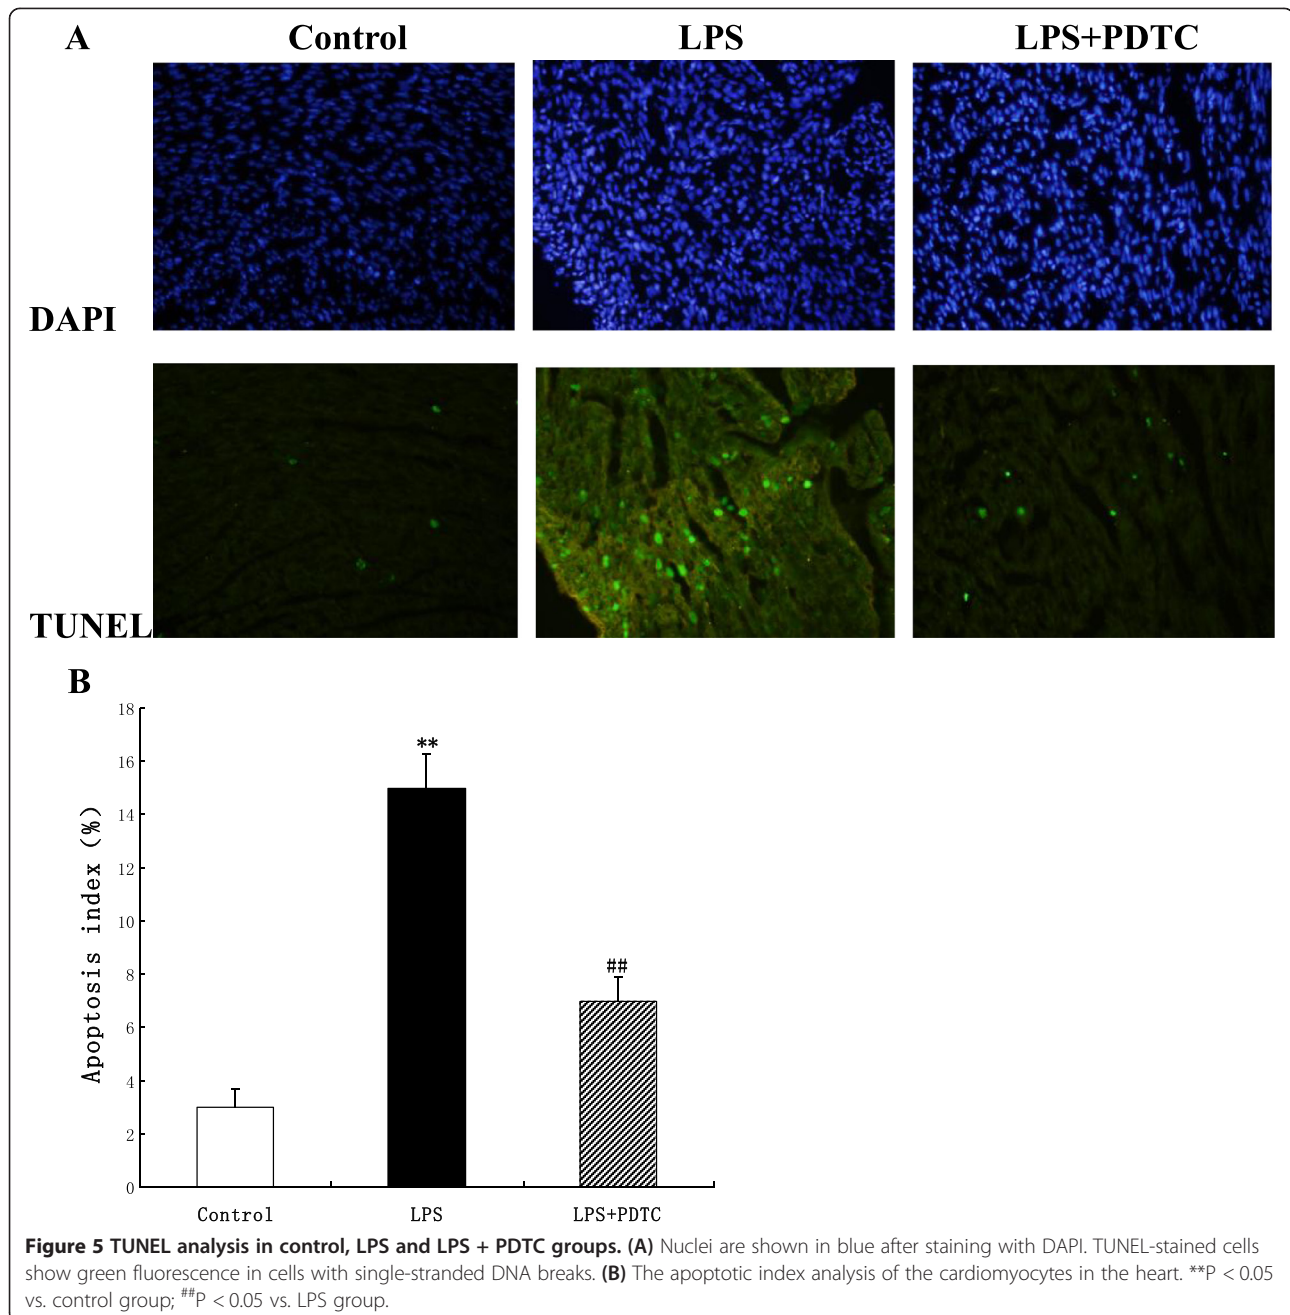 A Control LPS LPS+PDTC
DAPI
TUNEL
B
18
16
14
12
10
8
6
4
2
0
Apoptosis index (%)
**
##
Control LPS LPS+PDTC
Figure 5 TUNEL analysis in control, LPS and LPS + PDTC groups. (A) Nuclei are shown in blue after staining with DAPI. TUNEL-stained cells
show green fluorescence in cells with single-stranded DNA breaks. (B) The apoptotic index analysis of the cardiomyocytes in the heart. **P < 0.05
vs. control group; ##P < 0.05 vs. LPS group.